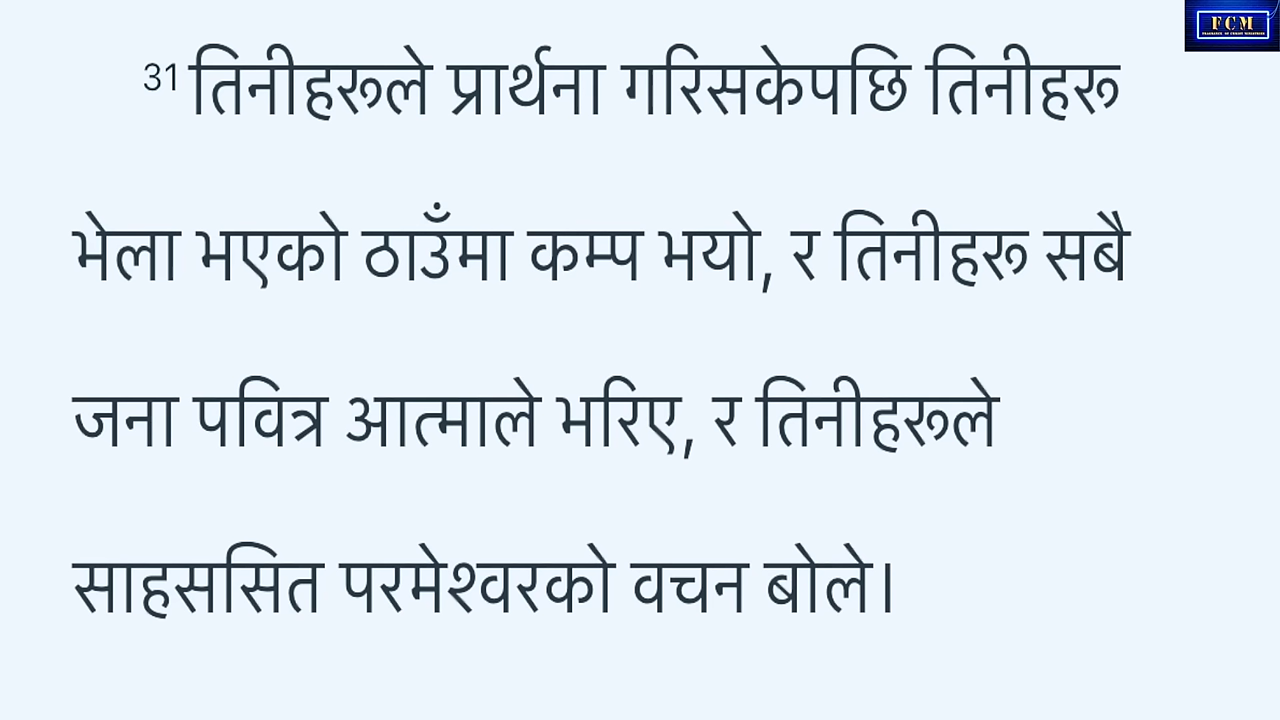 FCM
31 तिनीहरूले प्रार्थना गरिसकेपछि तिनीहरू
भेला भएको ठाउँमा कम्प भयो, र तिनीहरू सबै
जना पवित्र आत्माले भरिए, र तिनीहरूले
साहससित परमेश्वरको वचन बोले।